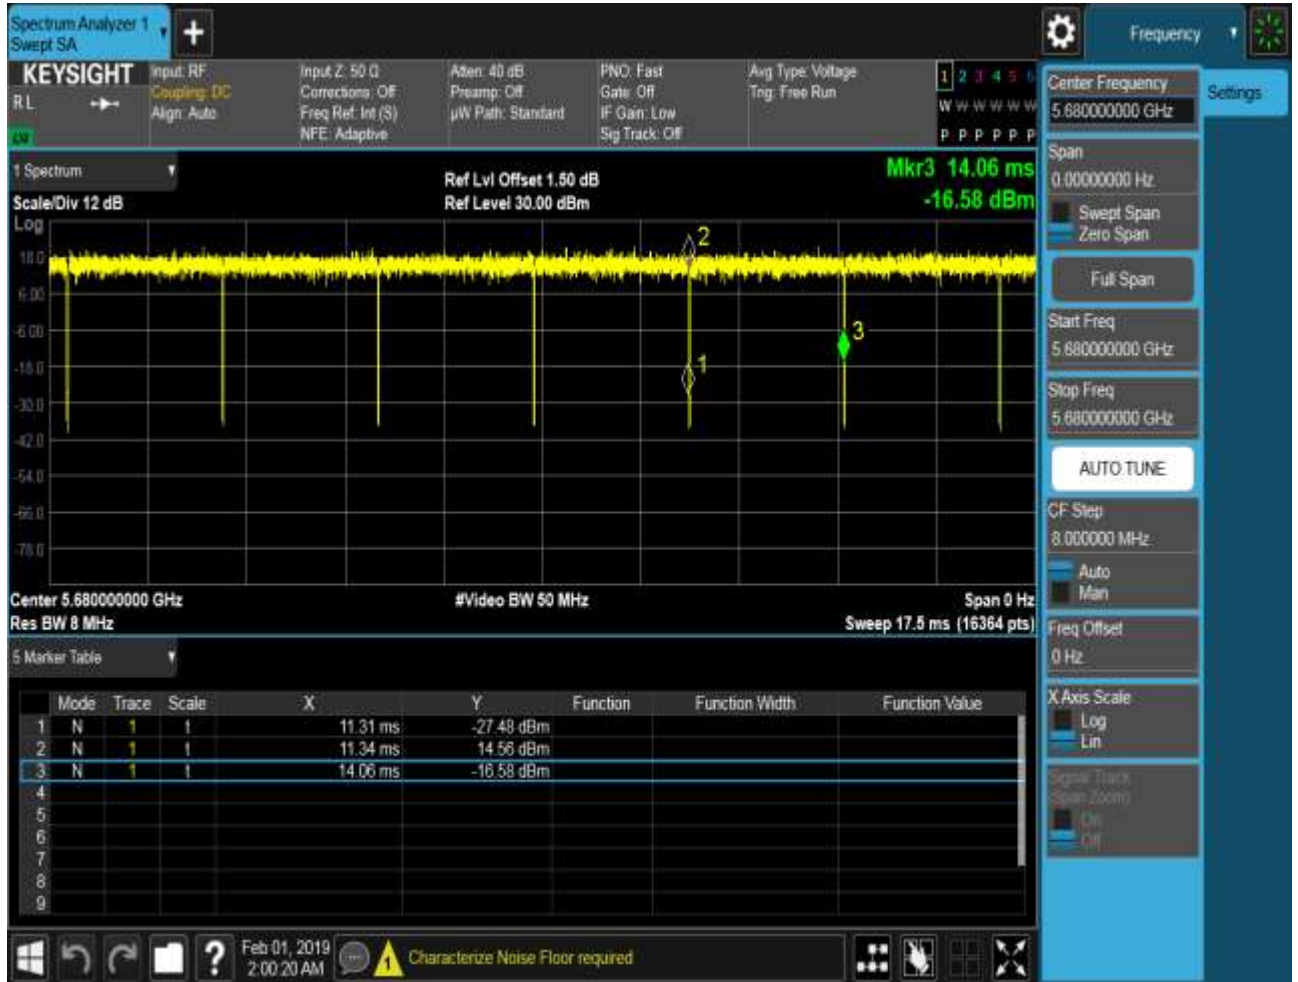 Spectrum Analyzer 1
Swept SA
Frequency
KEYSIGHT
Input: RF
Coupling: DC
Align: Auto
Input Z: 50 Ω
Corrections: Off
Freq Ref: Int (S)
NFE: Adaptive
Atten: 40 dB
Preamp: Off
µW Path: Standard
PNO: Fast
Gate: Off
IF Gain: Low
Sig Track: Off
Avg Type: Voltage
Trig: Free Run
1 2 3 4 5 6
W W W W W W
P P P P P P
R L
1 Spectrum
Scale/Div 12 dB
Log
Ref Lvl Offset 1.50 dB
Ref Level 30.00 dBm
Mkr3 14.06 ms
-16.58 dBm
18.0
6.00
-6.00
-18.0
-30.0
-42.0
-54.0
-66.0
-78.0
2
1
3
Center 5.680000000 GHz
Res BW 8 MHz
#Video BW 50 MHz
Span 0 Hz
Sweep 17.5 ms (16364 pts)
5 Marker Table
Mode Trace Scale X Y Function Function Width Function Value
1 N 1 t 11.31 ms -27.48 dBm
2 N 1 t 11.34 ms 14.56 dBm
3 N 1 t 14.06 ms -16.58 dBm
4
5
6
7
8
9
Feb 01, 2019
2:00:20 AM
1
Characterize Noise Floor required
Center Frequency
5.680000000 GHz
Settings
Span
0.00000000 Hz
Swept Span
Zero Span
Full Span
Start Freq
5.680000000 GHz
Stop Freq
5.680000000 GHz
AUTO TUNE
CF Step
8.000000 MHz
Auto
Man
Freq Offset
0 Hz
X Axis Scale
Log
Lin
Signal Track
(Span Zoom)
On
Off